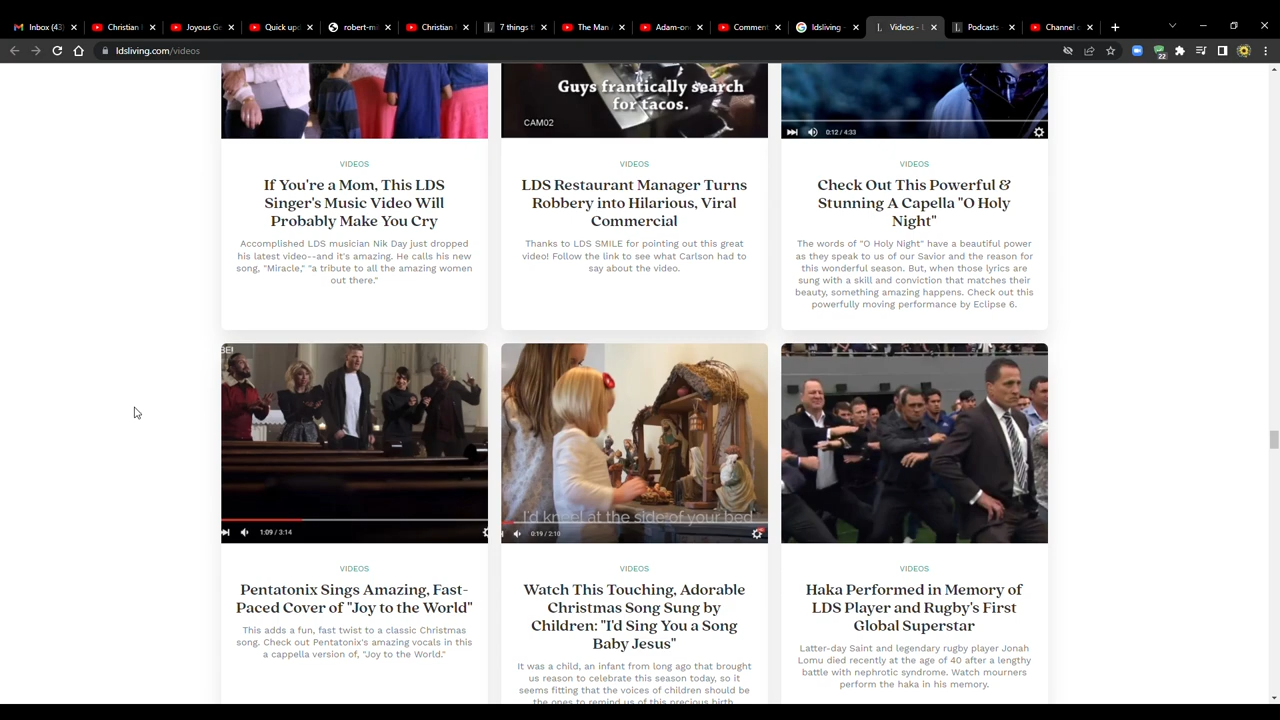 Inbox (43)
Christian
Joyous Ge
Quick up
robert-m
Christian
7 things t
The Man
Adam-on
Comment
ldsliving -
Videos - L
Podcasts
Channel c
ldsliving.com/videos
22
Guys frantically search
for tacos.
CAM02
0:12 / 4:33
VIDEOS
If You're a Mom, This LDS
Singer's Music Video Will
Probably Make You Cry
Accomplished LDS musician Nik Day just dropped
his latest video--and it's amazing. He calls his new
song, "Miracle," "a tribute to all the amazing women
out there."
VIDEOS
LDS Restaurant Manager Turns
Robbery into Hilarious, Viral
Commercial
Thanks to LDS SMILE for pointing out this great
video! Follow the link to see what Carlson had to
say about the video.
VIDEOS
Check Out This Powerful &
Stunning A Capella "O Holy
Night"
The words of "O Holy Night" have a beautiful power
as they speak to us of our Savior and the reason for
this wonderful season. But, when those lyrics are
sung with a skill and conviction that matches their
beauty, something amazing happens. Check out this
powerfully moving performance by Eclipse 6.
BE!
1:09 / 3:14
I'd kneel at the side of your bed
0:19 / 2:10
VIDEOS
Pentatonix Sings Amazing, Fast-
Paced Cover of "Joy to the World"
This adds a fun, fast twist to a classic Christmas
song. Check out Pentatonix's amazing vocals in this
a cappella version of, "Joy to the World."
VIDEOS
Watch This Touching, Adorable
Christmas Song Sung by
Children: "I'd Sing You a Song
Baby Jesus"
It was a child, an infant from long ago that brought
us reason to celebrate this season today, so it
seems fitting that the voices of children should be
the ones to remind us of this precious birth.
VIDEOS
Haka Performed in Memory of
LDS Player and Rugby's First
Global Superstar
Latter-day Saint and legendary rugby player Jonah
Lomu died recently at the age of 40 after a lengthy
battle with nephrotic syndrome. Watch mourners
perform the haka in his memory.